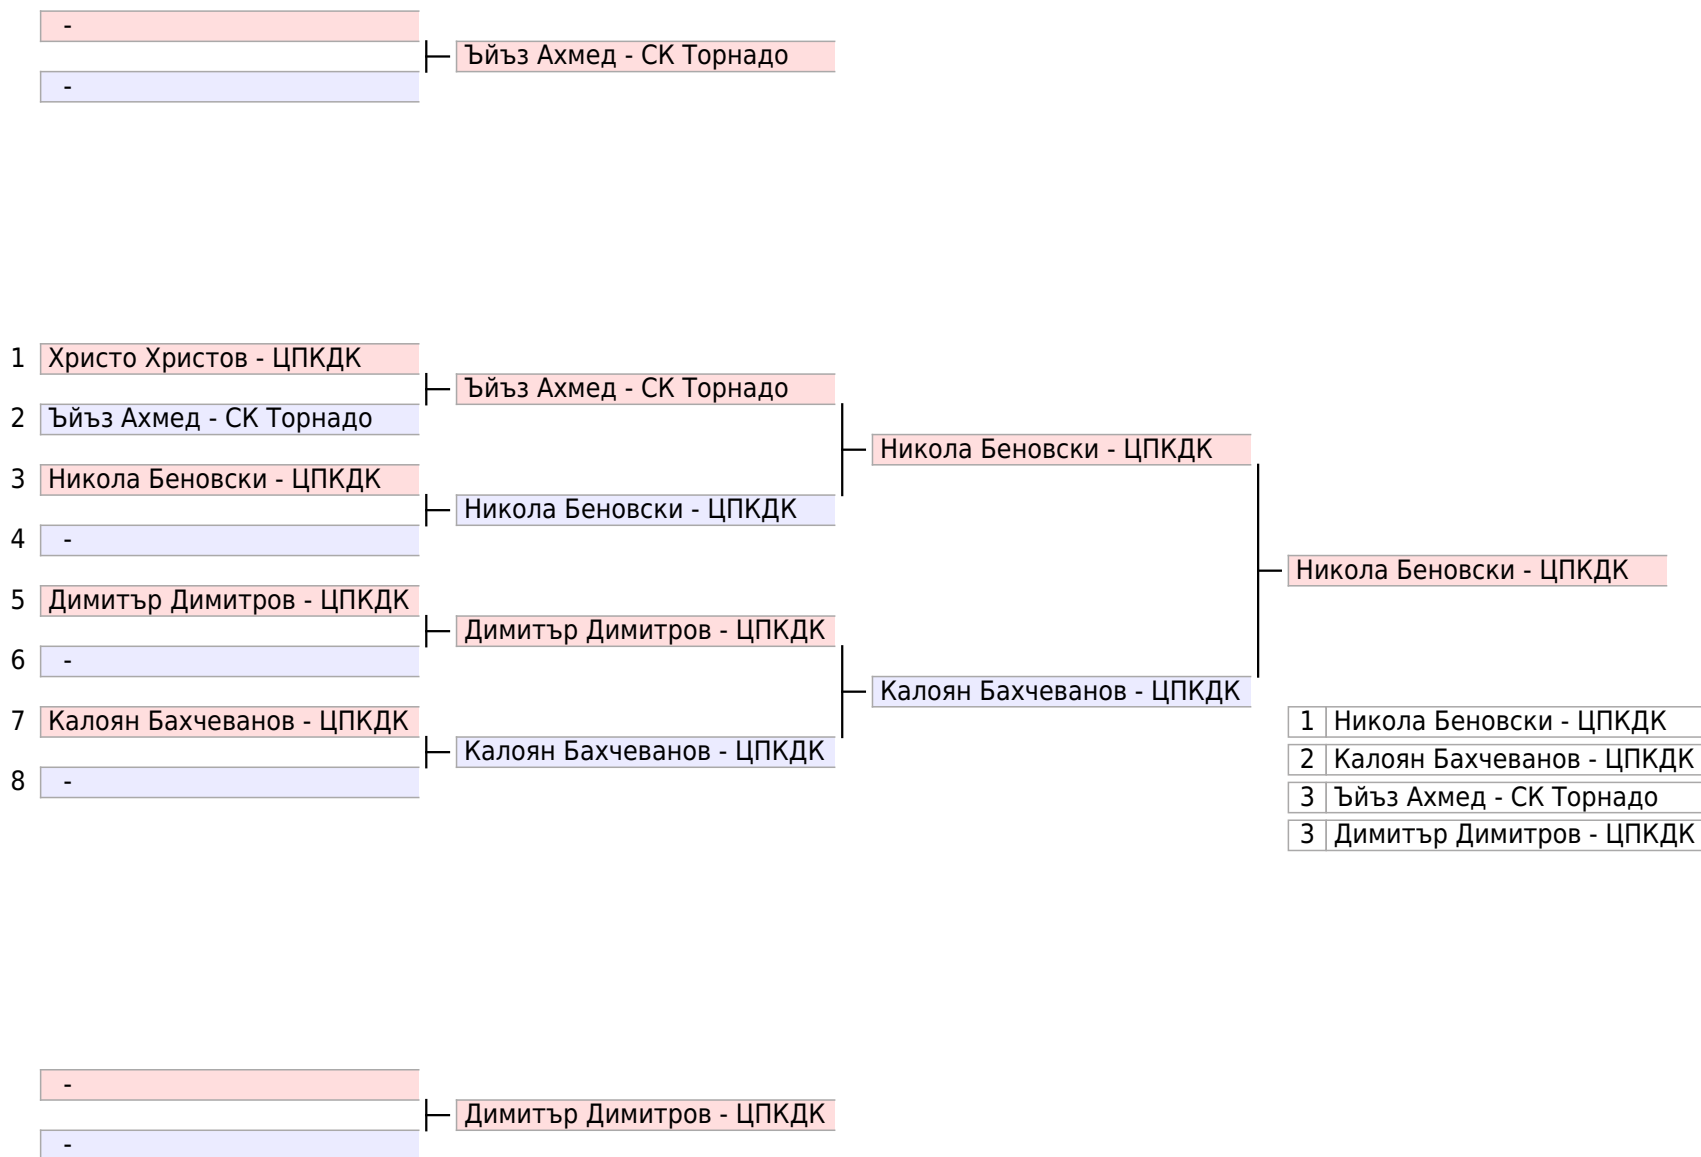 -
Ъйъз Ахмед - СК Торнадо
-
1 Христо Христов - ЦПКДК
Ъйъз Ахмед - СК Торнадо
2 Ъйъз Ахмед - СК Торнадо
Никола Беновски - ЦПКДК
3 Никола Беновски - ЦПКДК
Никола Беновски - ЦПКДК
4 -
Никола Беновски - ЦПКДК
5 Димитър Димитров - ЦПКДК
Димитър Димитров - ЦПКДК
6 -
Калоян Бахчеванов - ЦПКДК
7 Калоян Бахчеванов - ЦПКДК
Калоян Бахчеванов - ЦПКДК
8 -
1 Никола Беновски - ЦПКДК
2 Калоян Бахчеванов - ЦПКДК
3 Ъйъз Ахмед - СК Торнадо
3 Димитър Димитров - ЦПКДК
-
Димитър Димитров - ЦПКДК
-